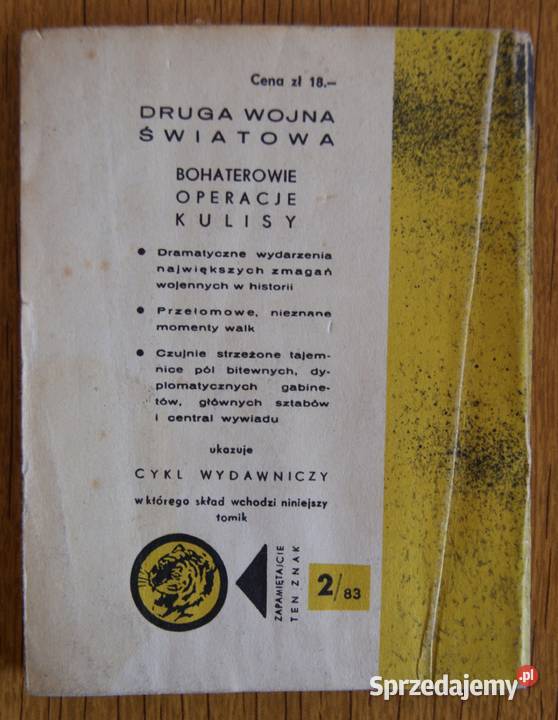 Cena zł 18.–
DRUGA WOJNA
ŚWIATOWA
BOHATEROWIE
OPERACJE
KULISY
● Dramatyczne wydarzenia
największych zmagań
wojennych w historii
● Przełomowe, nieznane
momenty walk
● Czujnie strzeżone tajem-
nice pól bitewnych, dy-
plomatycznych gabine-
tów, głównych sztabów
i central wywiadu
ukazuje
CYKL WYDAWNICZY
w którego skład wchodzi niniejszy
tomik
ZAPAMIĘTAJCIE
TEN ZNAK
2/83
Sprzedajemy.pl